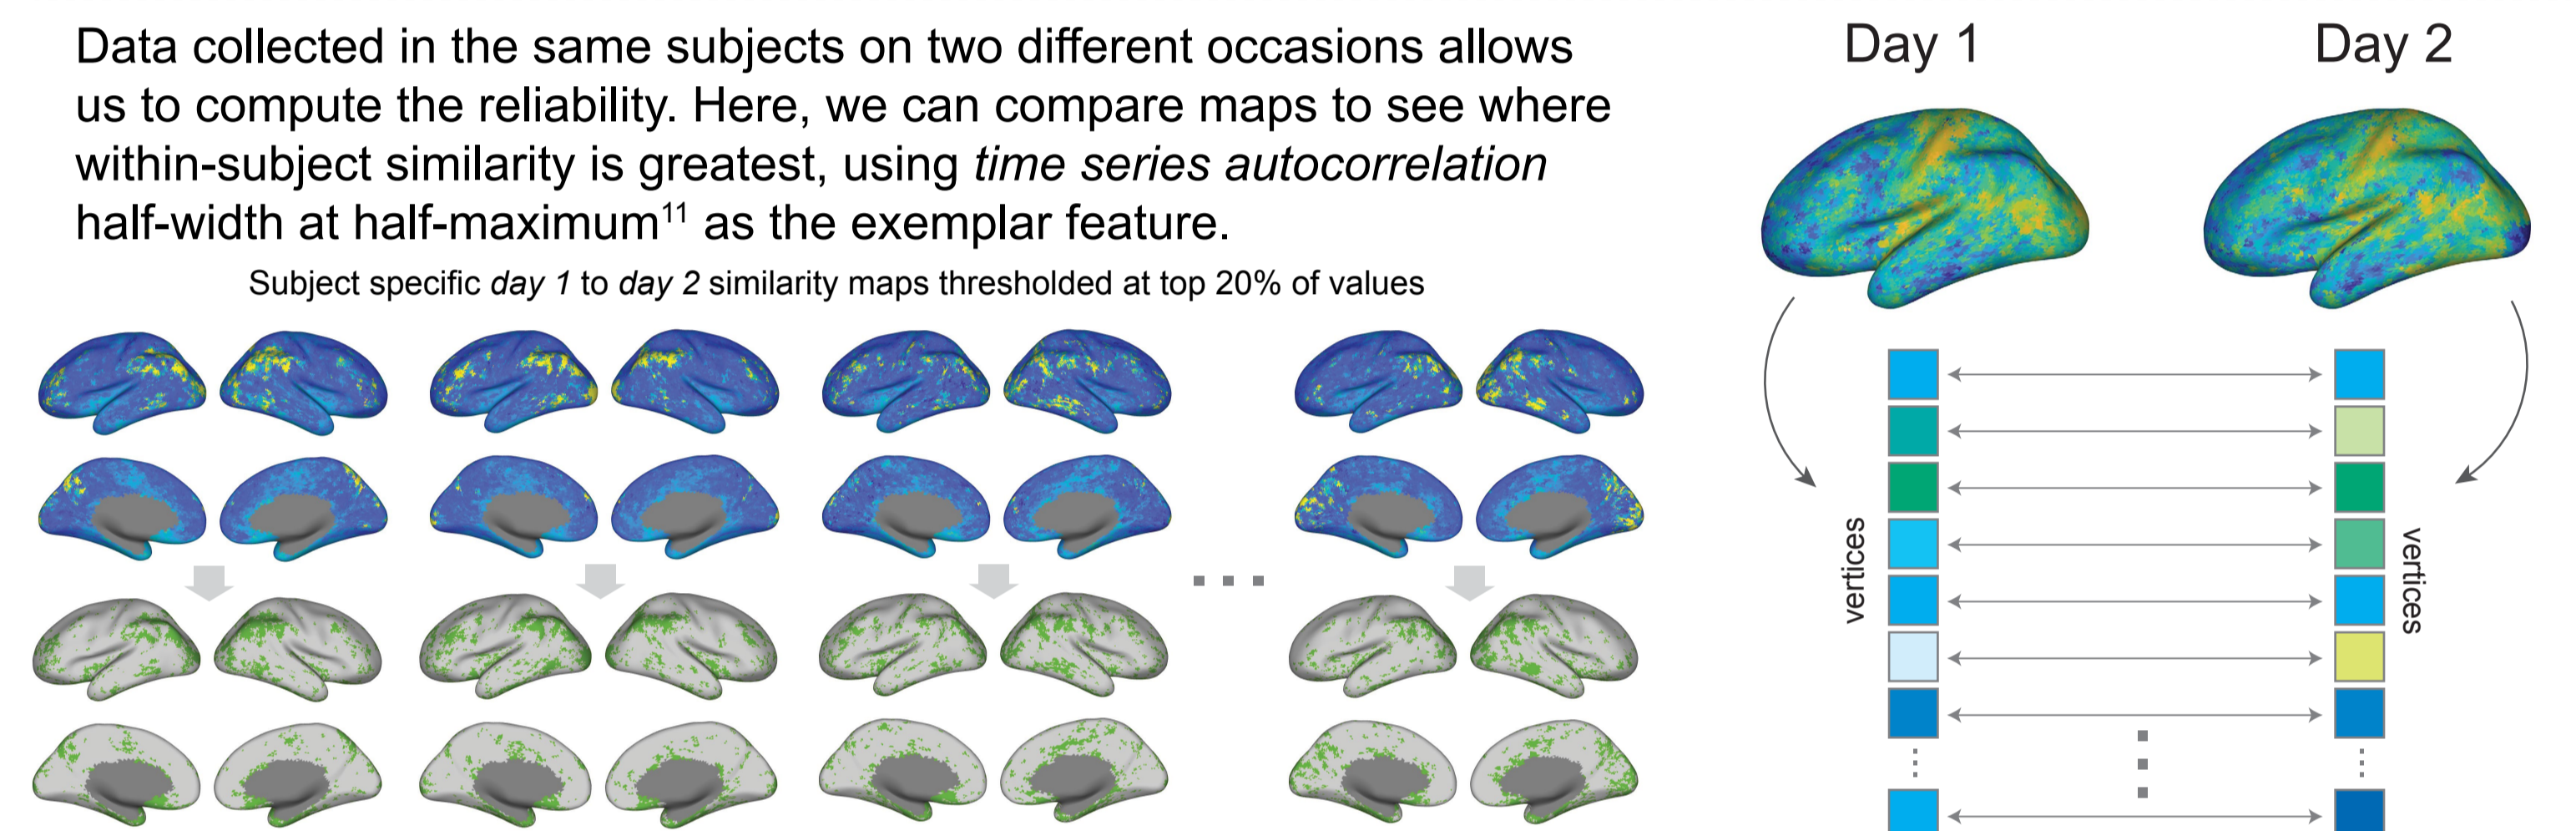 Data collected in the same subjects on two different occasions allows
us to compute the reliability. Here, we can compare maps to see where
within-subject similarity is greatest, using time series autocorrelation
half-width at half-maximum¹¹ as the exemplar feature.
Subject specific day 1 to day 2 similarity maps thresholded at top 20% of values
Day 1
Day 2
vertices
vertices